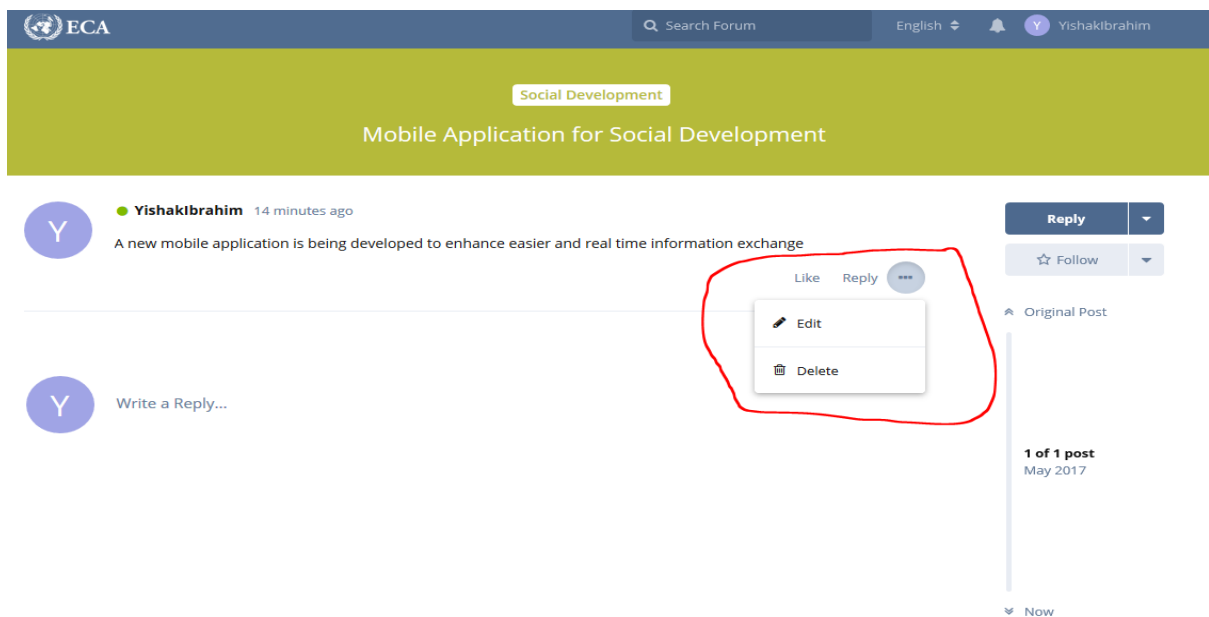 ECA
Search Forum
English
Y
YishakIbrahim
Social Development
Mobile Application for Social Development
Y
YishakIbrahim 14 minutes ago
A new mobile application is being developed to enhance easier and real time information exchange
Like Reply
Edit
Delete
Y
Write a Reply...
Reply
Follow
Original Post
1 of 1 post
May 2017
Now